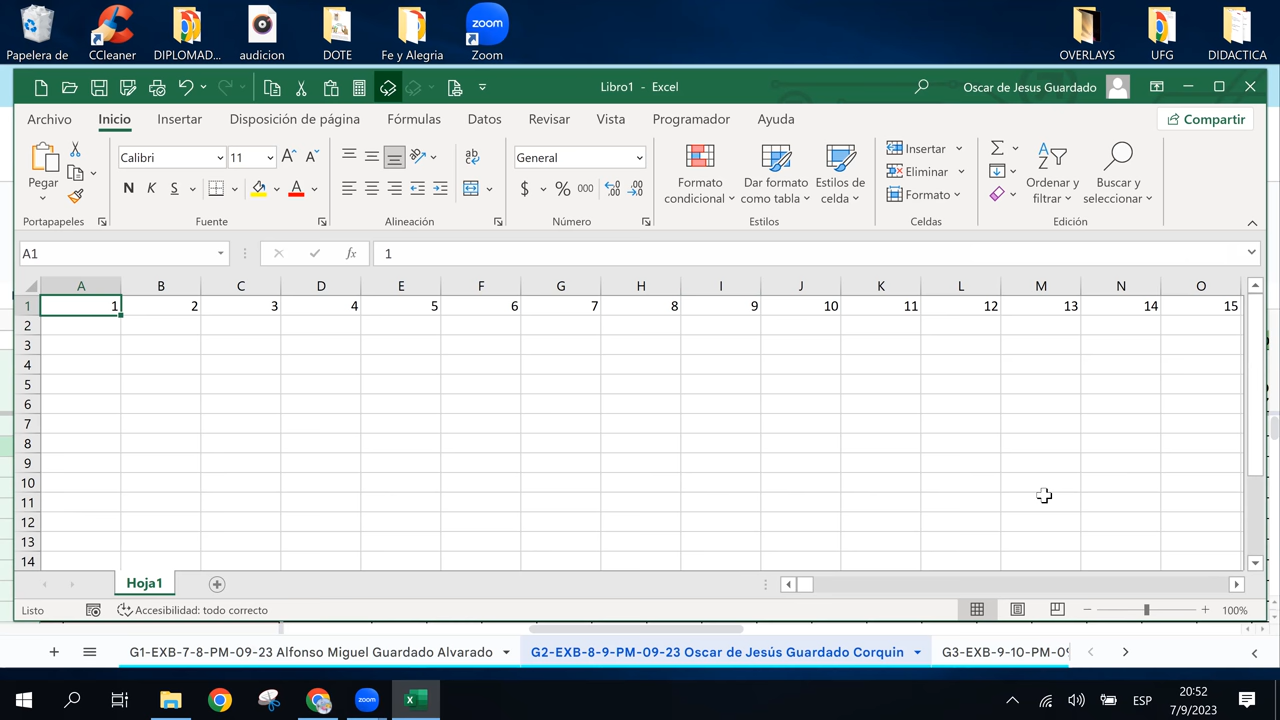 Papelera de
CCleaner
DIPLOMAD...
audicion
DOTE
Fe y Alegria
zoom
Zoom
OVERLAYS
UFG
DIDACTICA
Libro1 - Excel
Oscar de Jesus Guardado
Archivo
Inicio
Insertar
Disposición de página
Fórmulas
Datos
Revisar
Vista
Programador
Ayuda
Compartir
Pegar
Portapapeles
Calibri
11
N K S
Fuente
Alineación
General
$ % 000
Número
Formato
condicional
Dar formato
como tabla
Estilos de
celda
Estilos
Insertar
Eliminar
Formato
Celdas
Ordenar y
filtrar
Buscar y
seleccionar
Edición
A1
fx
1
A B C D E F G H I J K L M N O
1 1 2 3 4 5 6 7 8 9 10 11 12 13 14 15
2
3
4
5
6
7
8
9
10
11
12
13
14
Hoja1
Listo
Accesibilidad: todo correcto
100%
G1-EXB-7-8-PM-09-23 Alfonso Miguel Guardado Alvarado
G2-EXB-8-9-PM-09-23 Oscar de Jesús Guardado Corquin
G3-EXB-9-10-PM-09
zoom
ESP
20:52
7/9/2023